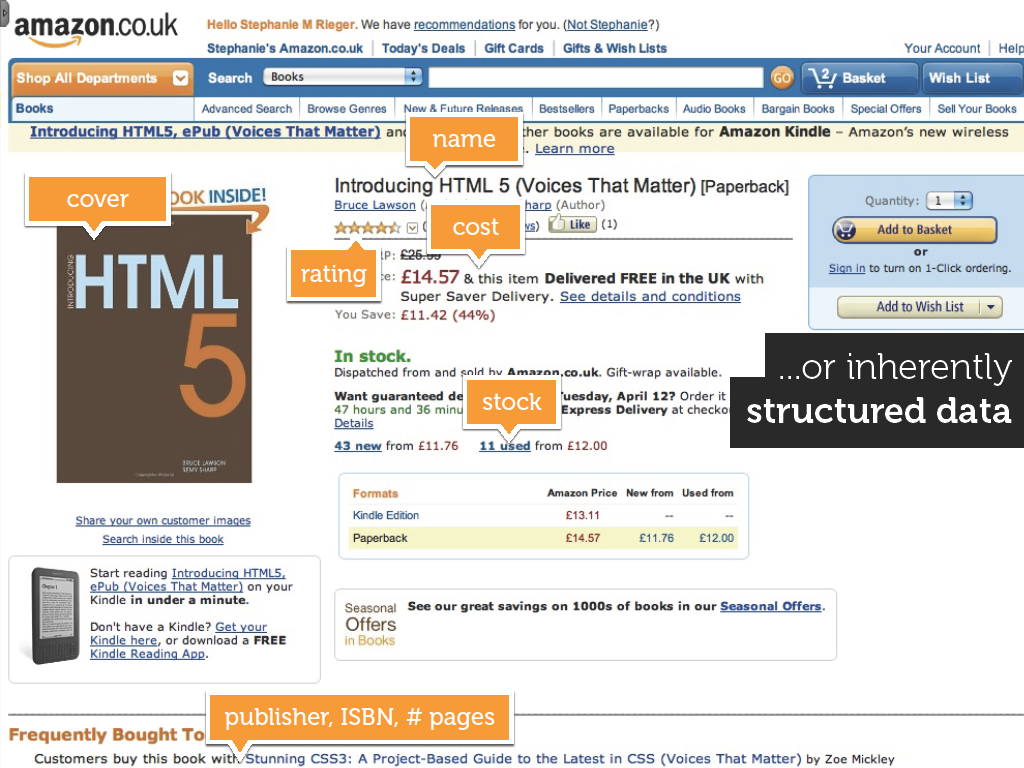 amazon.co.uk
Hello Stephanie M Rieger. We have recommendations for you. (Not Stephanie?)
Stephanie's Amazon.co.uk Today's Deals Gift Cards Gifts & Wish Lists
Your Account Help
Shop All Departments Search Books GO 2 Basket Wish List
Books Advanced Search Browse Genres New & Future Releases Bestsellers Paperbacks Audio Books Bargain Books Special Offers Sell Your Books
Introducing HTML5, ePub (Voices That Matter) and
ther books are available for Amazon Kindle – Amazon's new wireless
. Learn more
name
cover
OOK INSIDE!
INTRODUCING
HTML
5
BRUCE LAWSON
REMY SHARP
Share your own customer images
Search inside this book
Introducing HTML 5 (Voices That Matter) [Paperback]
Bruce Lawson (Author)
harp (Author)
Like (1)
cost
rating
P: £25.99
ce: £14.57 & this item Delivered FREE in the UK with
Super Saver Delivery. See details and conditions
You Save: £11.42 (44%)
In stock.
Dispatched from and sold by Amazon.co.uk. Gift-wrap available.
Want guaranteed de
Tuesday, April 12? Order it
47 hours and 36 minu
Express Delivery at checko
Details
stock
43 new from £11.76 11 used from £12.00
Formats Amazon Price New from Used from
Kindle Edition £13.11 -- --
Paperback £14.57 £11.76 £12.00
Quantity: 1
Add to Basket
or
Sign in to turn on 1-Click ordering.
Add to Wish List
...or inherently
structured data
Start reading Introducing HTML5,
ePub (Voices That Matter) on your
Kindle in under a minute.
Don't have a Kindle? Get your
Kindle here, or download a FREE
Kindle Reading App.
Seasonal
Offers
in Books
See our great savings on 1000s of books in our Seasonal Offers.
publisher, ISBN, # pages
Frequently Bought To
Customers buy this book with Stunning CSS3: A Project-Based Guide to the Latest in CSS (Voices That Matter) by Zoe Mickley